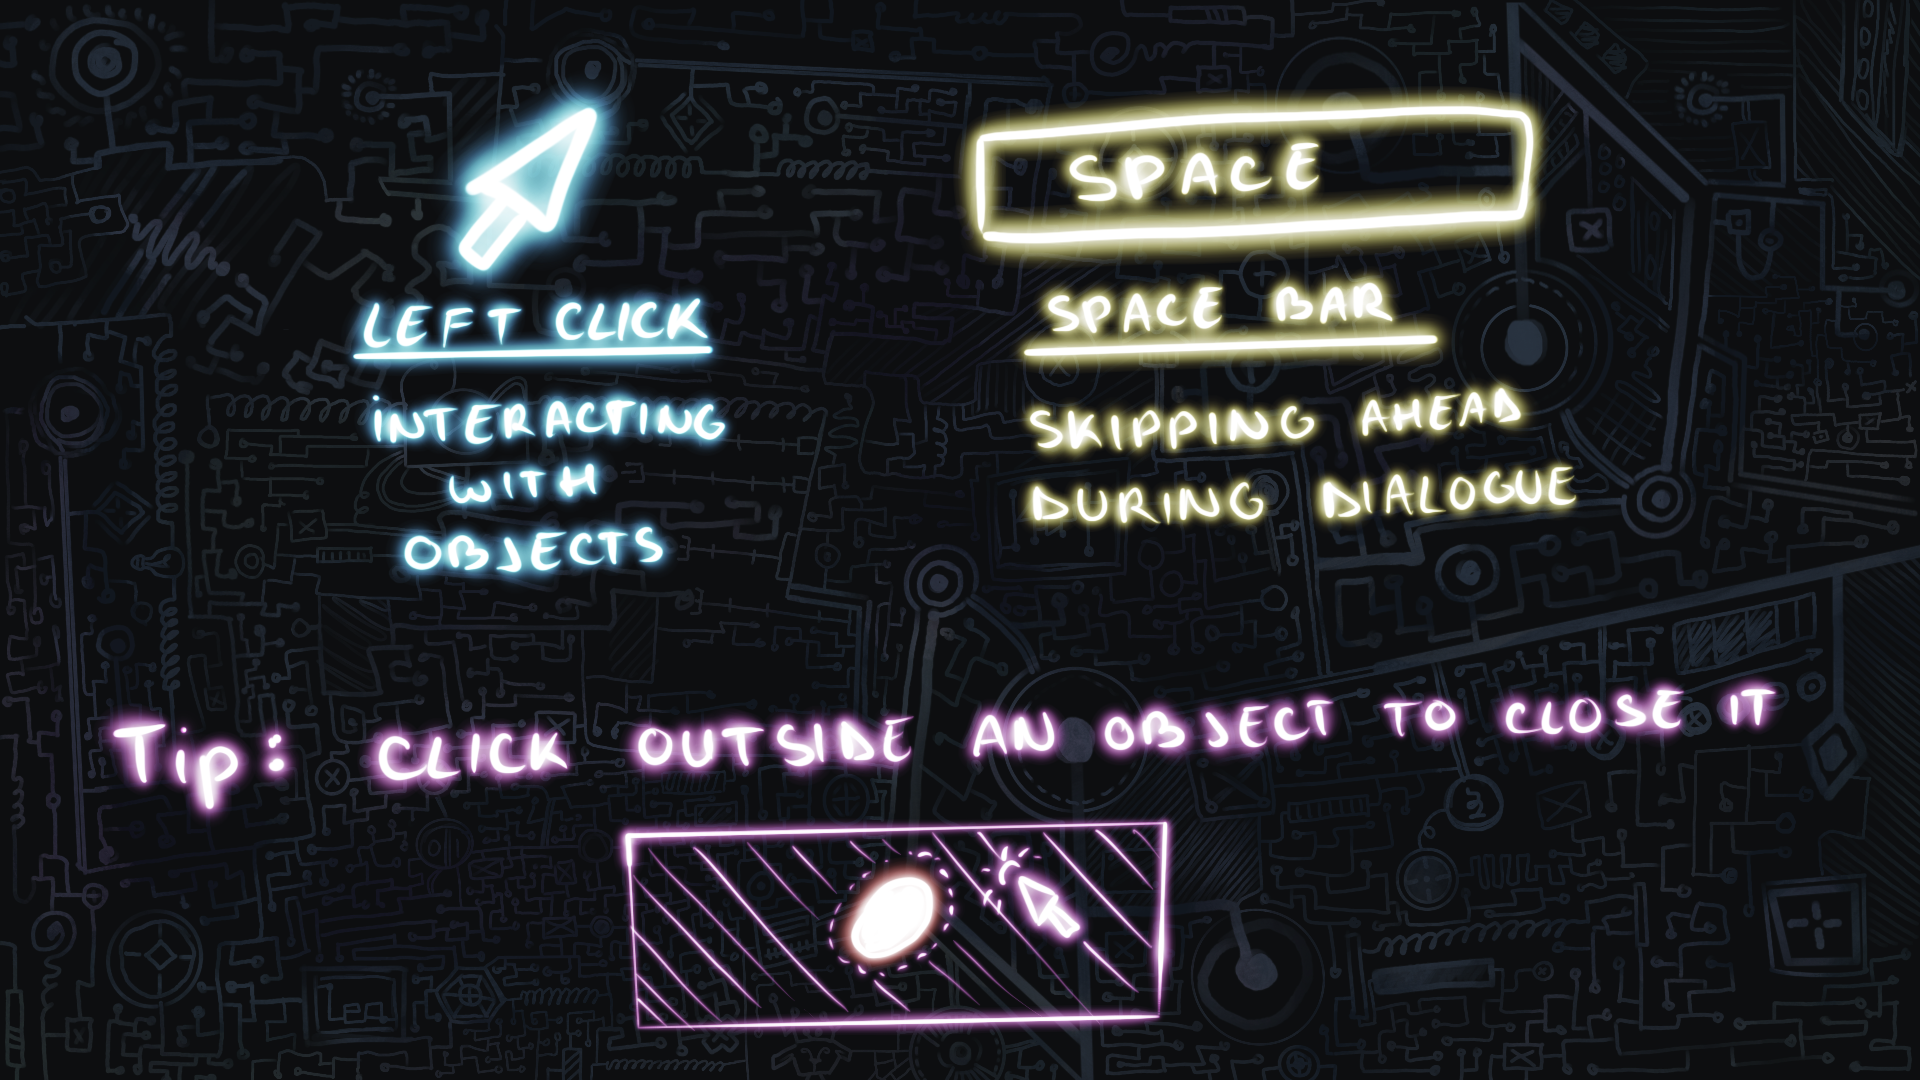 LEFT CLICK
INTERACTING
WITH
OBJECTS
SPACE
SPACE BAR
SKIPPING AHEAD
DURING DIALOGUE
Tip: CLICK OUTSIDE AN OBJECT TO CLOSE IT